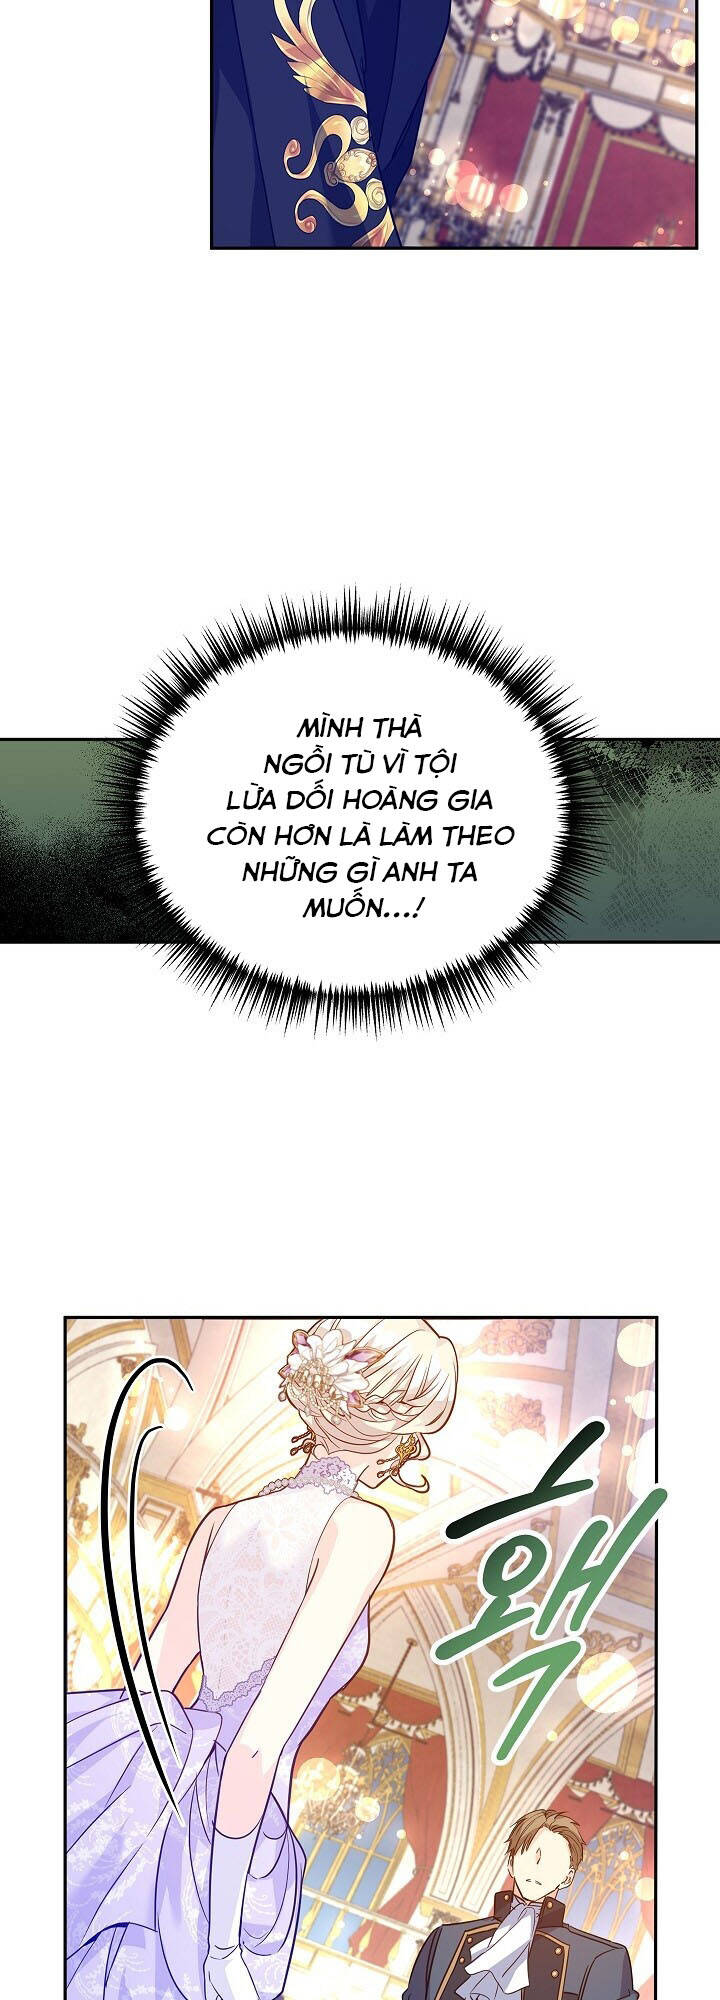 MÌNH THÀ
NGỒI TÙ VÌ TỘI
LỪA DỐI HOÀNG GIA
CÒN HƠN LÀ LÀM THEO
NHỮNG GÌ ANH TA
MUỐN...!